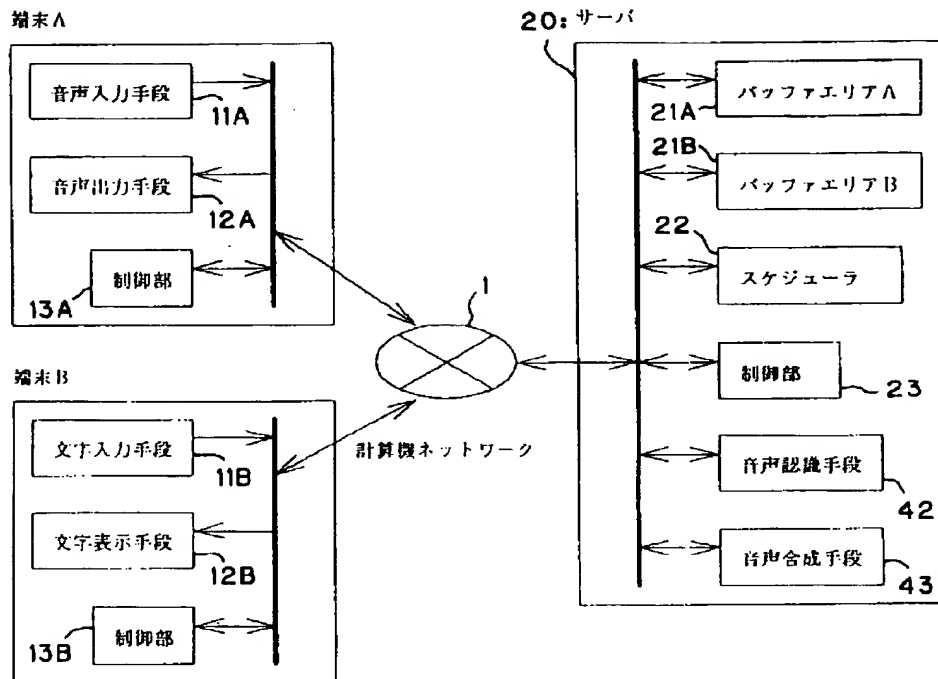 端末A
音声入力手段
11A
音声出力手段
12A
制御部
13A
端末B
文字入力手段
11B
文字表示手段
12B
制御部
13B
1
計算機ネットワーク
20: サーバ
バッファエリアA
21A
21B
バッファエリアB
22
スケジューラ
制御部
23
音声認識手段
42
音声合成手段
43